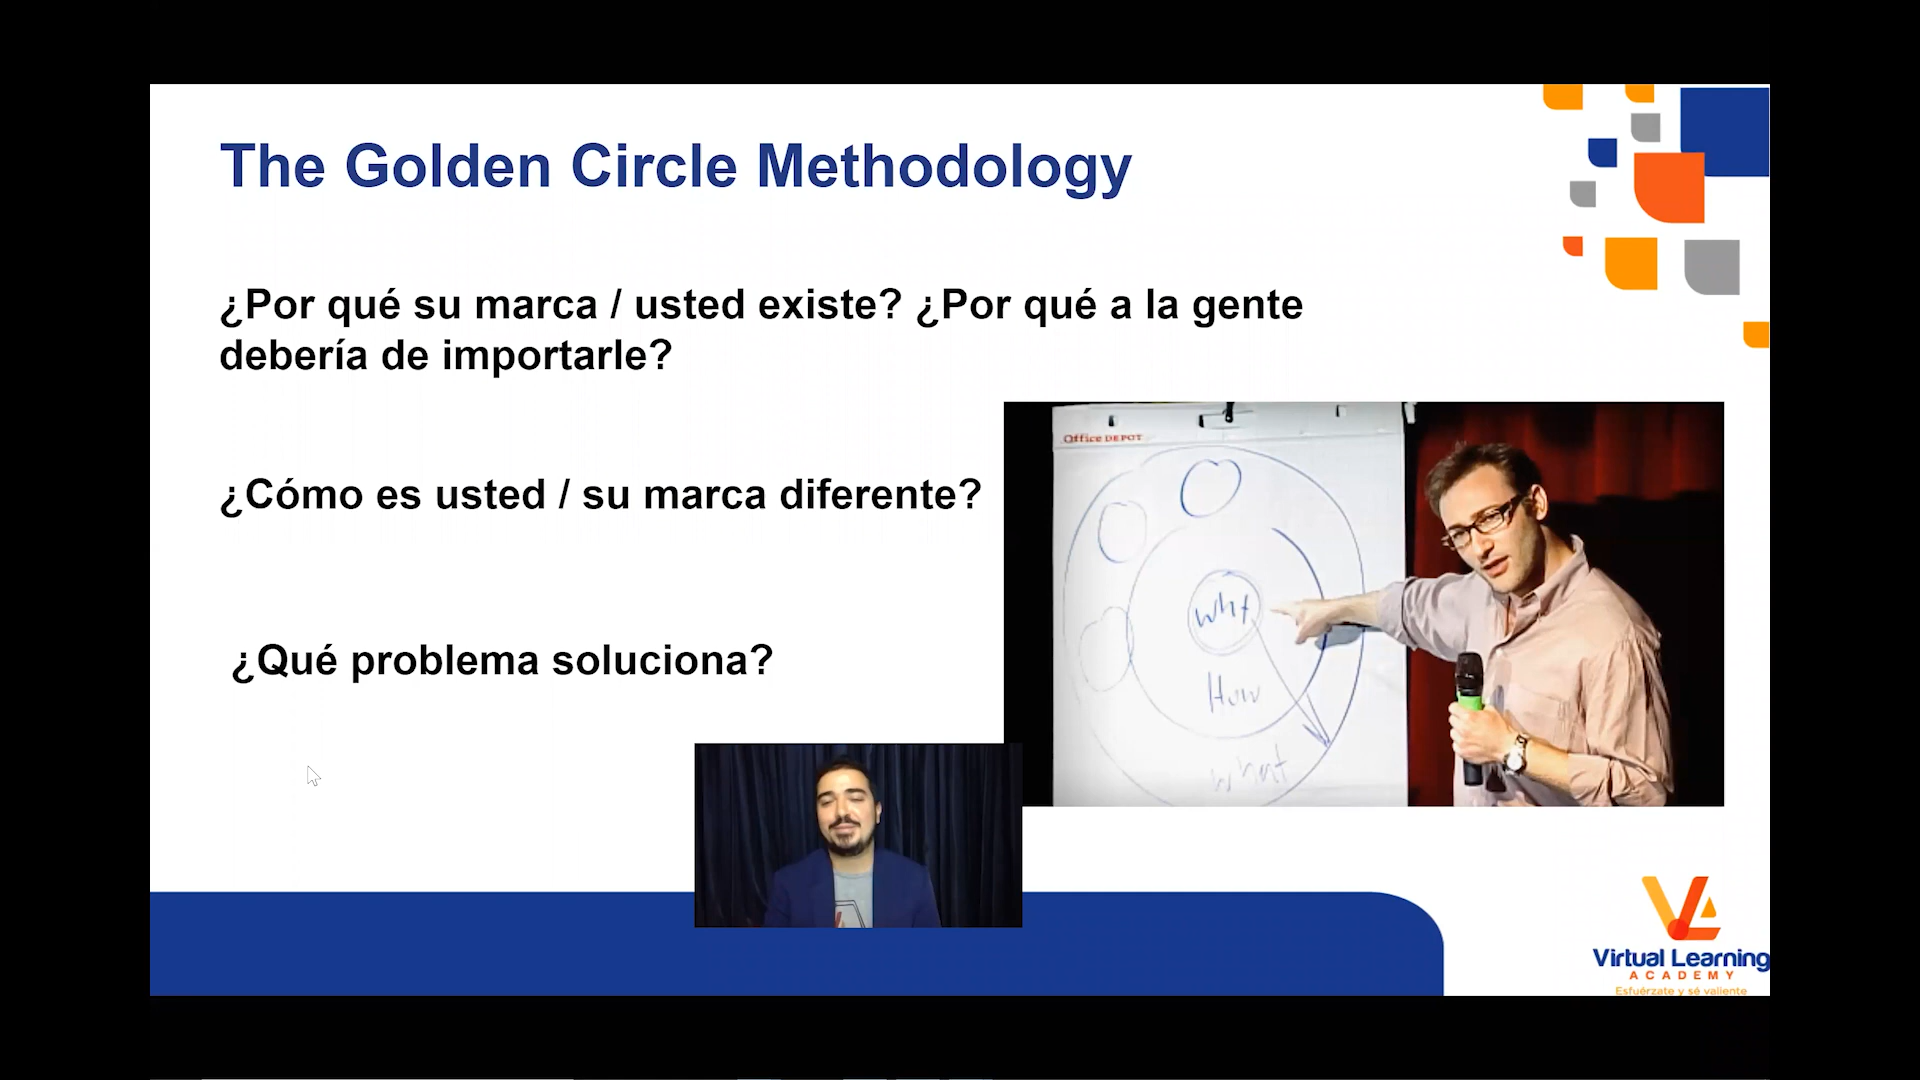 The Golden Circle Methodology
¿Por qué su marca / usted existe? ¿Por qué a la gente
debería de importarle?
¿Cómo es usted / su marca diferente?
¿Qué problema soluciona?
Office DEPOT
why
How
what
Virtual Learning
ACADEMY
Esfuérzate y sé valiente